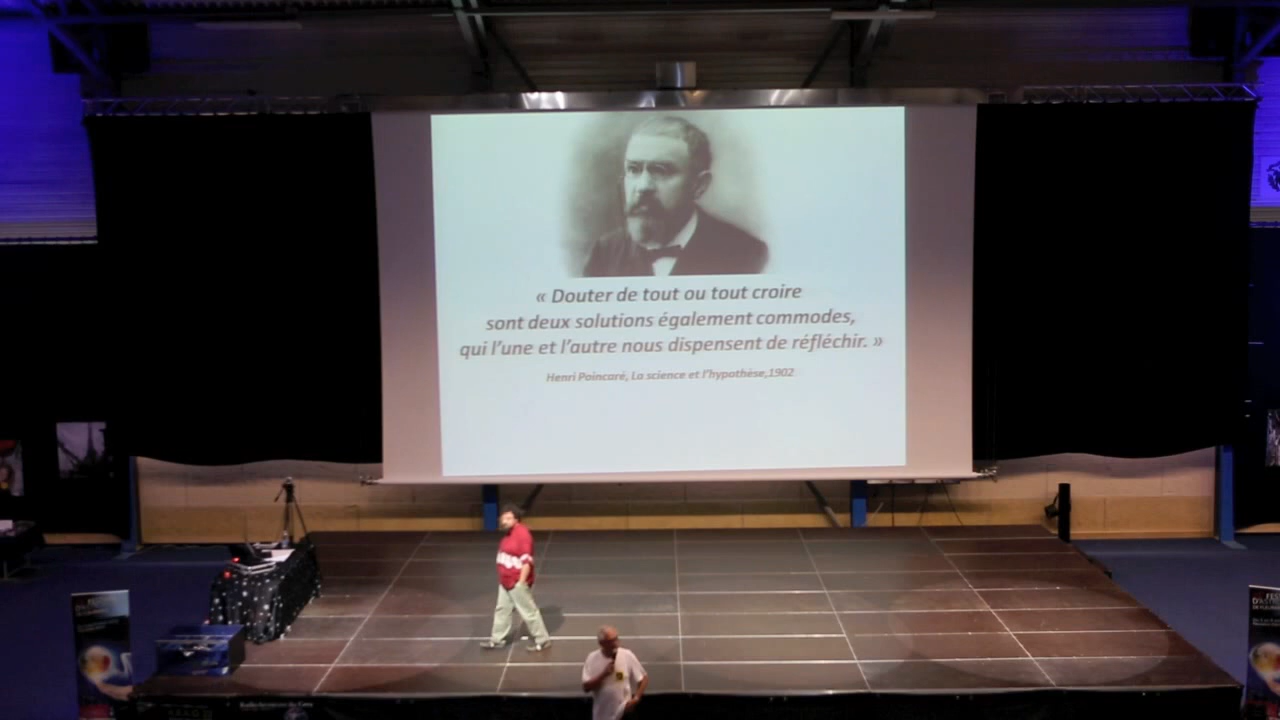 « Douter de tout ou tout croire
sont deux solutions également commodes,
qui l’une et l’autre nous dispensent de réfléchir. »
Henri Poincaré, La science et l’hypothèse,1902